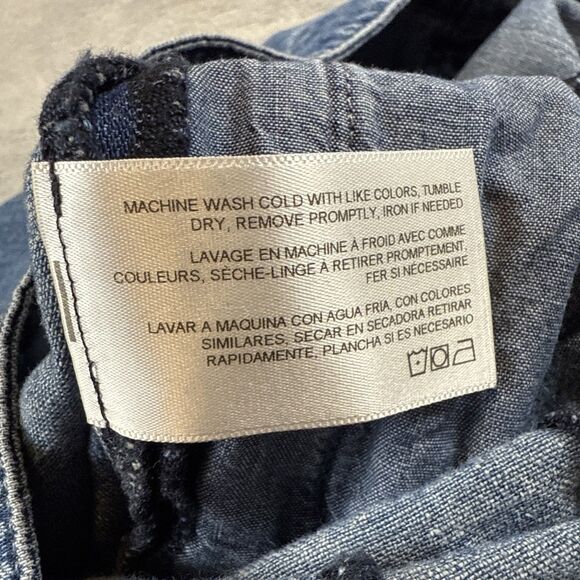 MACHINE WASH COLD WITH LIKE COLORS, TUMBLE
DRY, REMOVE PROMPTLY, IRON IF NEEDED
LAVAGE EN MACHINE À FROID AVEC COMME
COULEURS, SÈCHE-LINGE À RETIRER PROMPTEMENT,
FER SI NÉCESSAIRE
LAVAR A MAQUINA CON AGUA FRIA, CON COLORES
SIMILARES, SECAR EN SECADORA RETIRAR
RAPIDAMENTE, PLANCHA SI ES NECESARIO